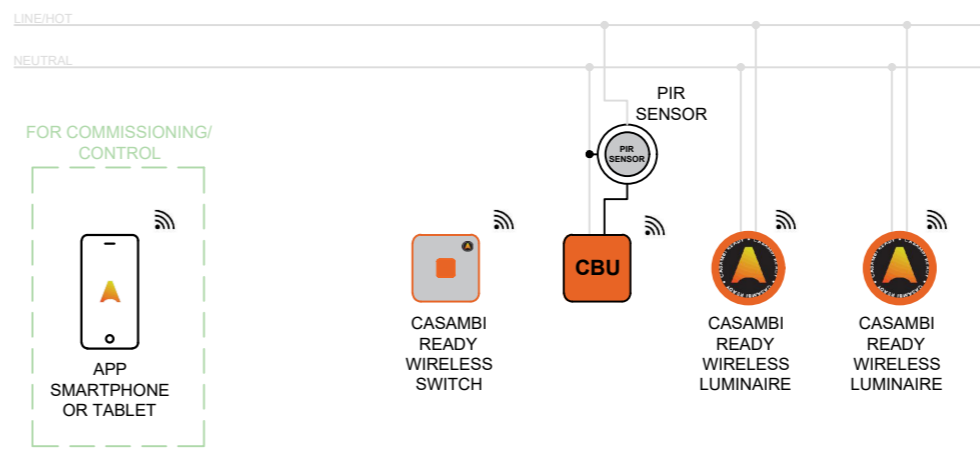 LINE/HOT
NEUTRAL
PIR
SENSOR
FOR COMMISSIONING/
CONTROL
PIR
SENSOR
CBU
APP
SMARTPHONE
OR TABLET
CASAMBI
READY
WIRELESS
SWITCH
CASAMBI
READY
WIRELESS
LUMINAIRE
CASAMBI
READY
WIRELESS
LUMINAIRE